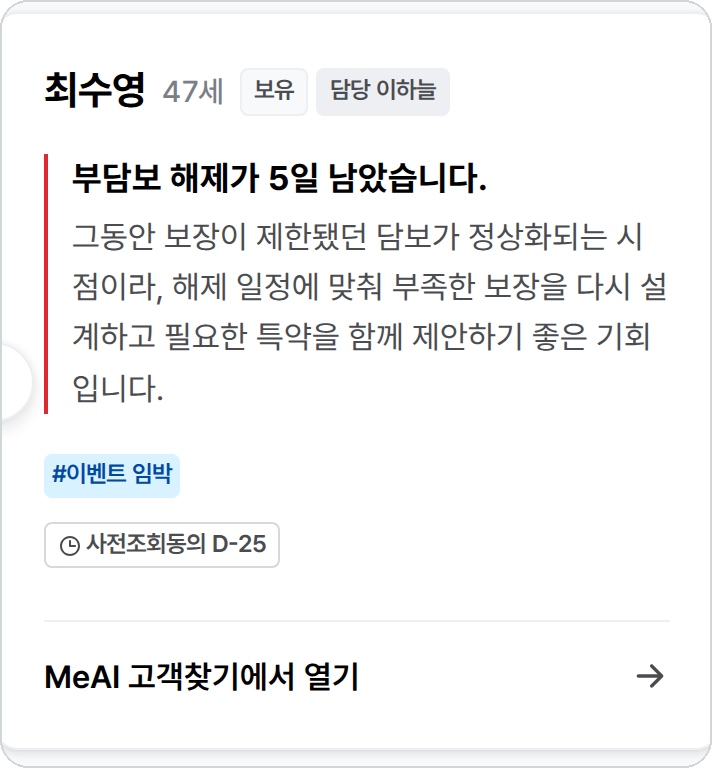 최수영 47세 보유 담당 이하늘
부담보 해제가 5일 남았습니다.
그동안 보장이 제한됐던 담보가 정상화되는 시
점이라, 해제 일정에 맞춰 부족한 보장을 다시 설
계하고 필요한 특약을 함께 제안하기 좋은 기회
입니다.
#이벤트 임박
사전조회동의 D-25
MeAI 고객찾기에서 열기